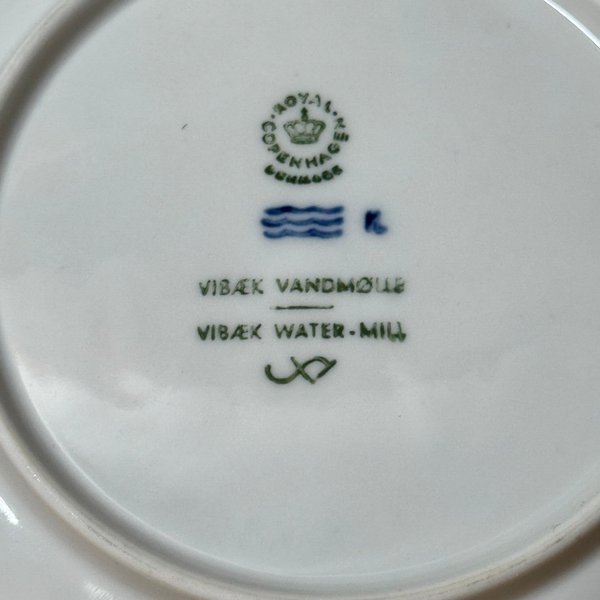 ROYAL
COPENHAGEN
DENMARK
VIBÆK VANDMØLLE
VIBÆK WATER-MILL